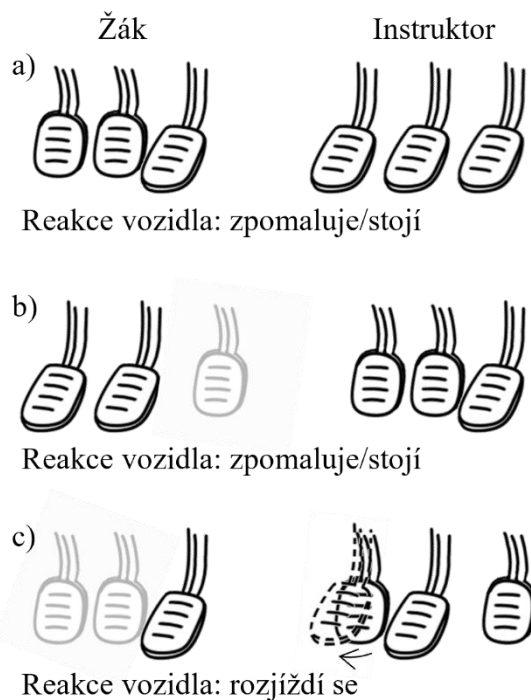 Žák Instruktor
a)
Reakce vozidla: zpomaluje/stojí
b)
Reakce vozidla: zpomaluje/stojí
c)
Reakce vozidla: rozjíždí se